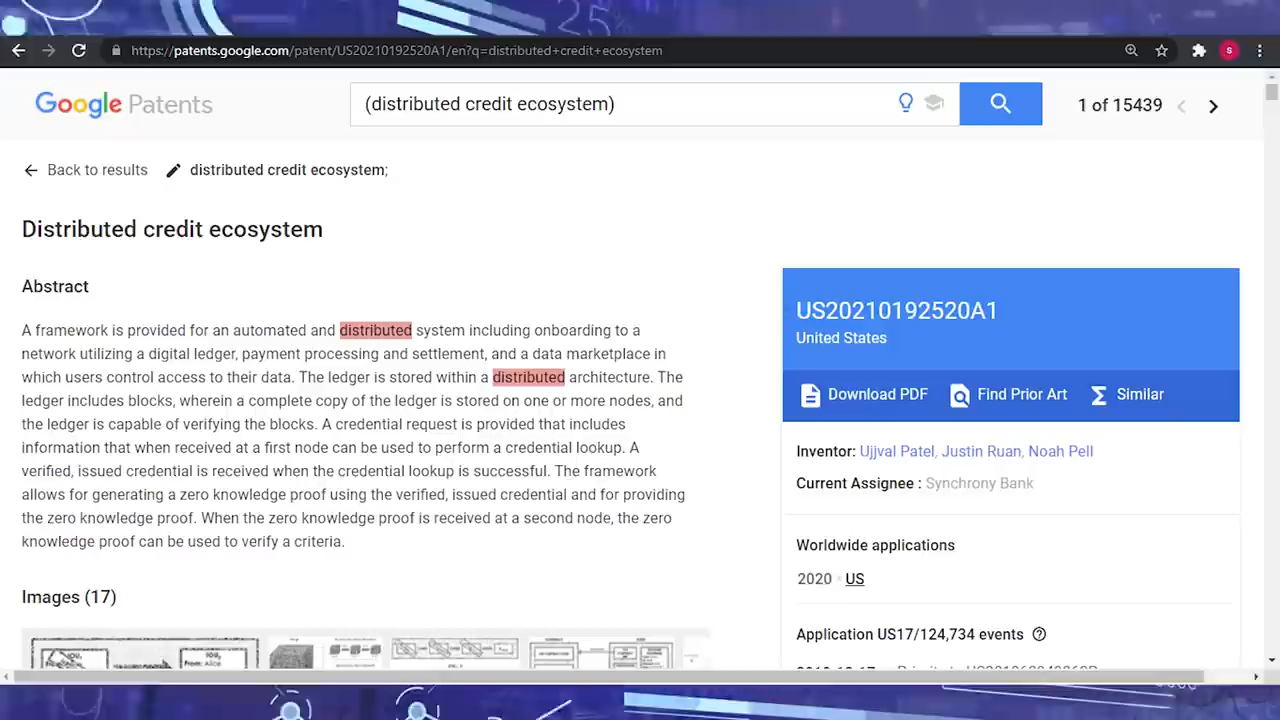 25
https://patents.google.com/patent/US20210192520A1/en?q=distributed+credit+ecosystem
S
Google Patents
(distributed credit ecosystem)
1 of 15439
Back to results
distributed credit ecosystem;
Distributed credit ecosystem
Abstract
A framework is provided for an automated and distributed system including onboarding to a
network utilizing a digital ledger, payment processing and settlement, and a data marketplace in
which users control access to their data. The ledger is stored within a distributed architecture. The
ledger includes blocks, wherein a complete copy of the ledger is stored on one or more nodes, and
the ledger is capable of verifying the blocks. A credential request is provided that includes
information that when received at a first node can be used to perform a credential lookup. A
verified, issued credential is received when the credential lookup is successful. The framework
allows for generating a zero knowledge proof using the verified, issued credential and for providing
the zero knowledge proof. When the zero knowledge proof is received at a second node, the zero
knowledge proof can be used to verify a criteria.
Images (17)
From: Alice
US20210192520A1
United States
Download PDF
Find Prior Art
Similar
Inventor: Ujjval Patel, Justin Ruan, Noah Pell
Current Assignee : Synchrony Bank
Worldwide applications
2020 US
Application US17/124,734 events